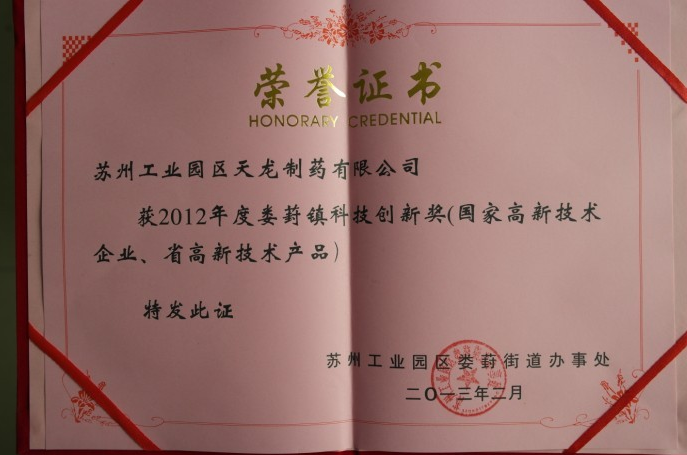 荣誉证书
HONORARY CREDENTIAL
苏州工业园区天龙制药有限公司
获2012年度娄葑镇科技创新奖(国家高新技术
企业、省高新技术产品)
特发此证
苏州工业园区娄葑街道办事处
二〇一三年二月